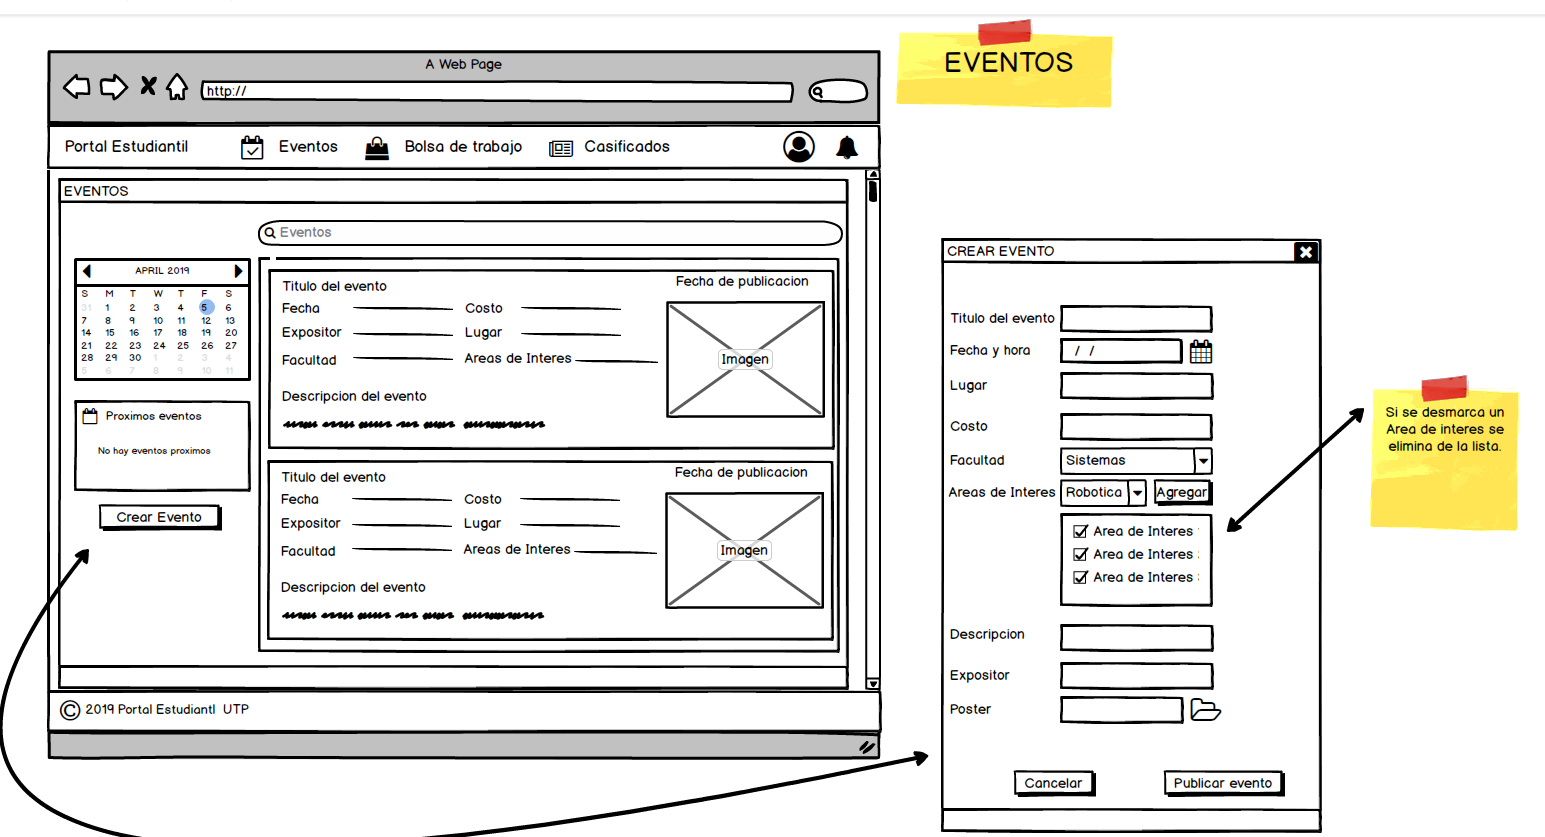 A Web Page
http://
EVENTOS
Portal Estudiantil Eventos Bolsa de trabajo Casificados
EVENTOS
Eventos
APRIL 2019
S M T W T F S
31 1 2 3 4 5 6
7 8 9 10 11 12 13
14 15 16 17 18 19 20
21 22 23 24 25 26 27
28 29 30 1 2 3 4
5 6 7 8 9 10 11
Proximos eventos
No hay eventos proximos
Crear Evento
Titulo del evento
Fecha de publicacion
Fecha Costo
Expositor Lugar
Facultad Areas de Interes
Imagen
Descripcion del evento
Titulo del evento
Fecha de publicacion
Fecha Costo
Expositor Lugar
Facultad Areas de Interes
Imagen
Descripcion del evento
© 2019 Portal Estudiantl UTP
CREAR EVENTO
Titulo del evento
Fecha y hora / /
Lugar
Costo
Facultad Sistemas
Areas de Interes Robotica Agregar
Area de Interes
Area de Interes
Area de Interes
Descripcion
Expositor
Poster
Cancelar Publicar evento
Si se desmarca un
Area de interes se
elimina de la lista.